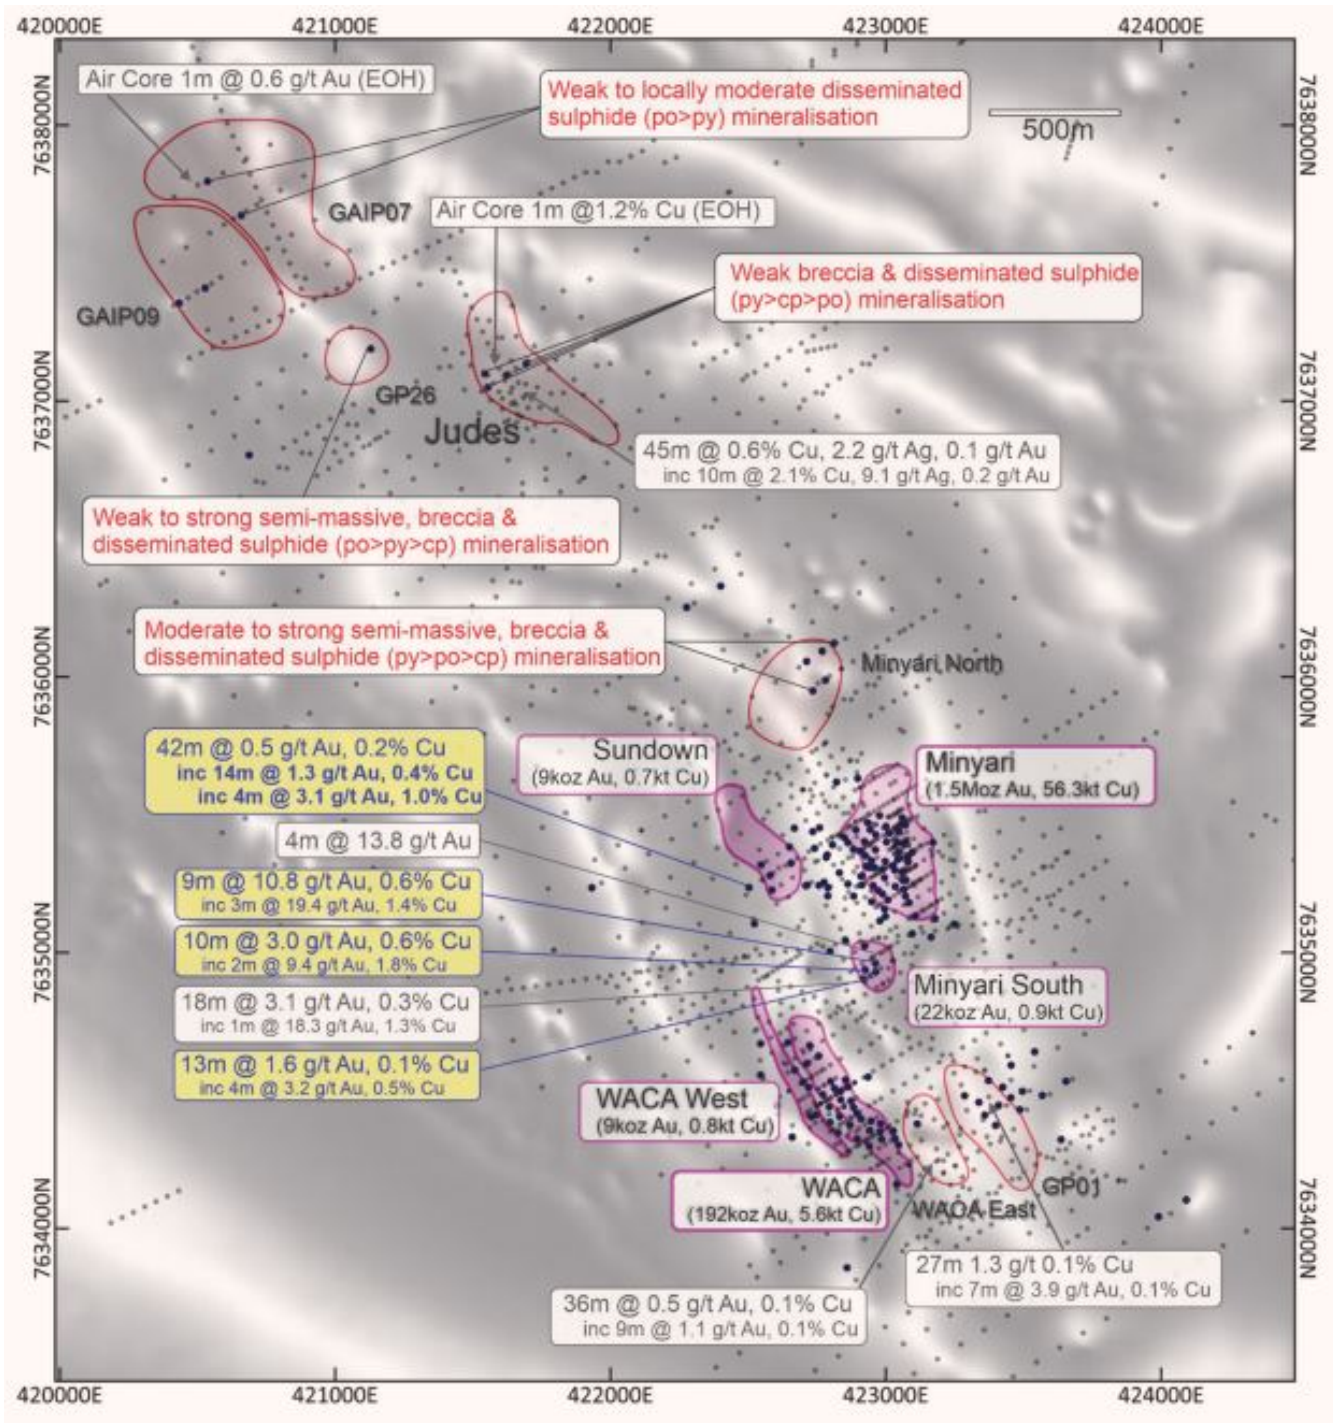 420000E
421000E
422000E
423000E
424000E
7638000N
7638000N
Air Core 1m @ 0.6 g/t Au (EOH)
Weak to locally moderate disseminated
sulphide (po>py) mineralisation
500m
GAIP07
Air Core 1m @1.2% Cu (EOH)
Weak breccia & disseminated sulphide
(py>cp>po) mineralisation
GAIP09
GP26
7637000N
7637000N
Judes
45m @ 0.6% Cu, 2.2 g/t Ag, 0.1 g/t Au
inc 10m @ 2.1% Cu, 9.1 g/t Ag, 0.2 g/t Au
Weak to strong semi-massive, breccia &
disseminated sulphide (po>py>cp) mineralisation
Moderate to strong semi-massive, breccia &
disseminated sulphide (py>po>cp) mineralisation
Minyari North
7636000N
7636000N
42m @ 0.5 g/t Au, 0.2% Cu
inc 14m @ 1.3 g/t Au, 0.4% Cu
inc 4m @ 3.1 g/t Au, 1.0% Cu
Sundown
(9koz Au, 0.7kt Cu)
Minyari
(1.5Moz Au, 56.3kt Cu)
4m @ 13.8 g/t Au
9m @ 10.8 g/t Au, 0.6% Cu
inc 3m @ 19.4 g/t Au, 1.4% Cu
10m @ 3.0 g/t Au, 0.6% Cu
inc 2m @ 9.4 g/t Au, 1.8% Cu
7635000N
7635000N
18m @ 3.1 g/t Au, 0.3% Cu
inc 1m @ 18.3 g/t Au, 1.3% Cu
Minyari South
(22koz Au, 0.9kt Cu)
13m @ 1.6 g/t Au, 0.1% Cu
inc 4m @ 3.2 g/t Au, 0.5% Cu
WACA West
(9koz Au, 0.8kt Cu)
WACA
(192koz Au, 5.6kt Cu)
GP01
WACA East
7634000N
7634000N
27m 1.3 g/t 0.1% Cu
inc 7m @ 3.9 g/t Au, 0.1% Cu
36m @ 0.5 g/t Au, 0.1% Cu
inc 9m @ 1.1 g/t Au, 0.1% Cu
420000E
421000E
422000E
423000E
424000E